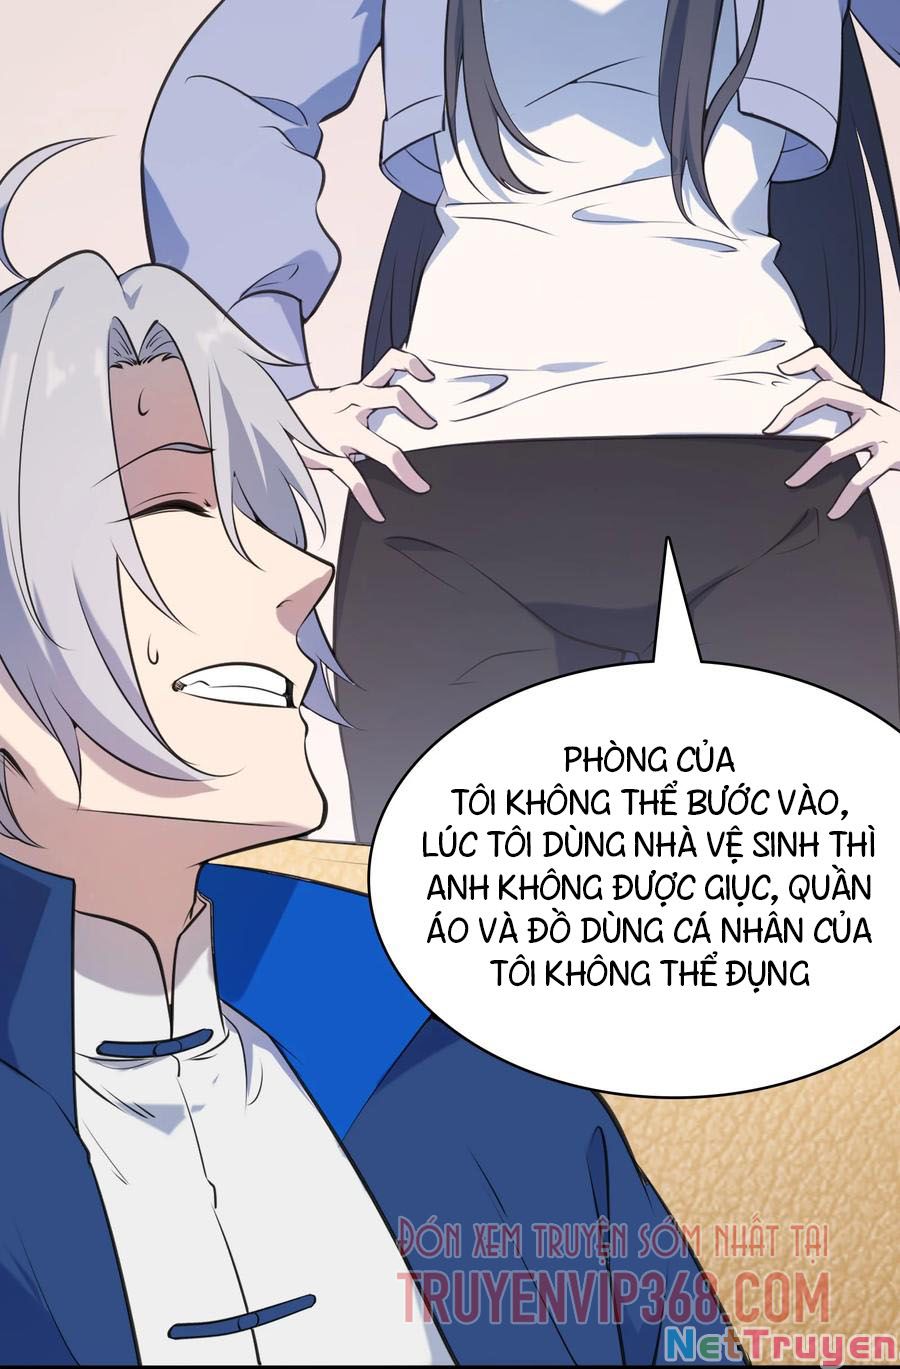 PHÒNG CỦA
TÔI KHÔNG THỂ BƯỚC VÀO,
LÚC TÔI DÙNG NHÀ VỆ SINH THÌ
ANH KHÔNG ĐƯỢC GIỤC, QUẦN
ÁO VÀ ĐỒ DÙNG CÁ NHÂN CỦA
TÔI KHÔNG THỂ ĐỤNG
ĐÓN XEM TRUYỆN SỚM NHẤT TẠI
TRUYENVIP368.COM
NetTruyen